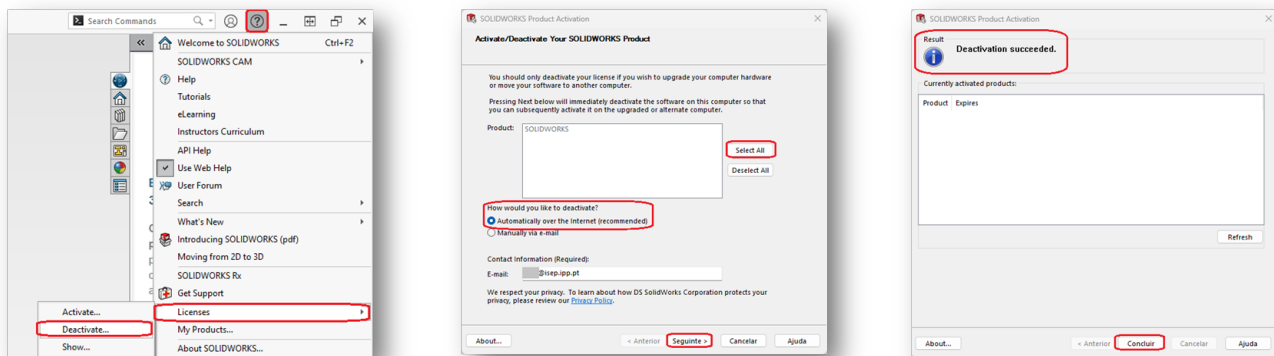 Search Commands
Welcome to SOLIDWORKS Ctrl+F2
SOLIDWORKS CAM
Help
Tutorials
eLearning
Instructors Curriculum
API Help
Use Web Help
User Forum
Search
What's New
Introducing SOLIDWORKS (pdf)
Moving from 2D to 3D
SOLIDWORKS Rx
Get Support
Licenses
My Products...
About SOLIDWORKS...
Activate...
Deactivate...
Show...
SOLIDWORKS Product Activation
Activate/Deactivate Your SOLIDWORKS Product
You should only deactivate your license if you wish to upgrade your computer hardware
or move your software to another computer.
Pressing Next below will immediately deactivate the software on this computer so that
you can subsequently activate it on the upgraded or alternate computer.
Product:
SOLIDWORKS
Select All
Deselect All
How would you like to deactivate?
Automatically over the Internet (recommended)
Manually via e-mail
Contact Information (Required):
E-mail: @isep.ipp.pt
We respect your privacy. To learn about how DS SolidWorks Corporation protects your
privacy, please review our Privacy Policy.
About... < Anterior Seguinte > Cancelar Ajuda
SOLIDWORKS Product Activation
Result
Deactivation succeeded.
Currently activated products:
Product Expires
Refresh
About... < Anterior Concluir Cancelar Ajuda